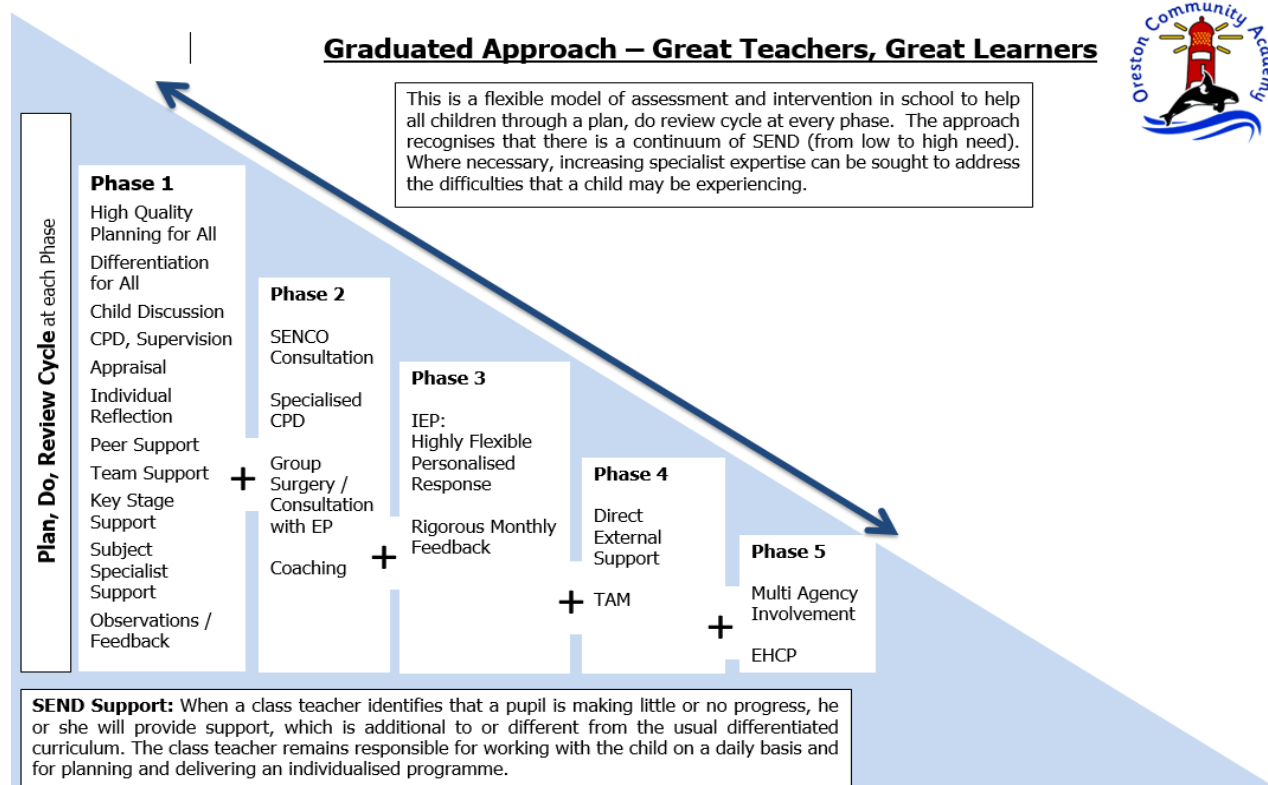 Graduated Approach – Great Teachers, Great Learners
Oreston Community Academy
This is a flexible model of assessment and intervention in school to help
all children through a plan, do review cycle at every phase. The approach
recognises that there is a continuum of SEND (from low to high need).
Where necessary, increasing specialist expertise can be sought to address
the difficulties that a child may be experiencing.
Plan, Do, Review Cycle at each Phase
Phase 1
High Quality
Planning for All
Differentiation
for All
Child Discussion
CPD, Supervision
Appraisal
Individual
Reflection
Peer Support
Team Support
Key Stage
Support
Subject
Specialist
Support
Observations /
Feedback
+
Phase 2
SENCO
Consultation
Specialised
CPD
Group
Surgery /
Consultation
with EP
Coaching
+
Phase 3
IEP:
Highly Flexible
Personalised
Response
Rigorous Monthly
Feedback
+
Phase 4
Direct
External
Support
TAM
+
Phase 5
Multi Agency
Involvement
EHCP
SEND Support: When a class teacher identifies that a pupil is making little or no progress, he
or she will provide support, which is additional to or different from the usual differentiated
curriculum. The class teacher remains responsible for working with the child on a daily basis and
for planning and delivering an individualised programme.